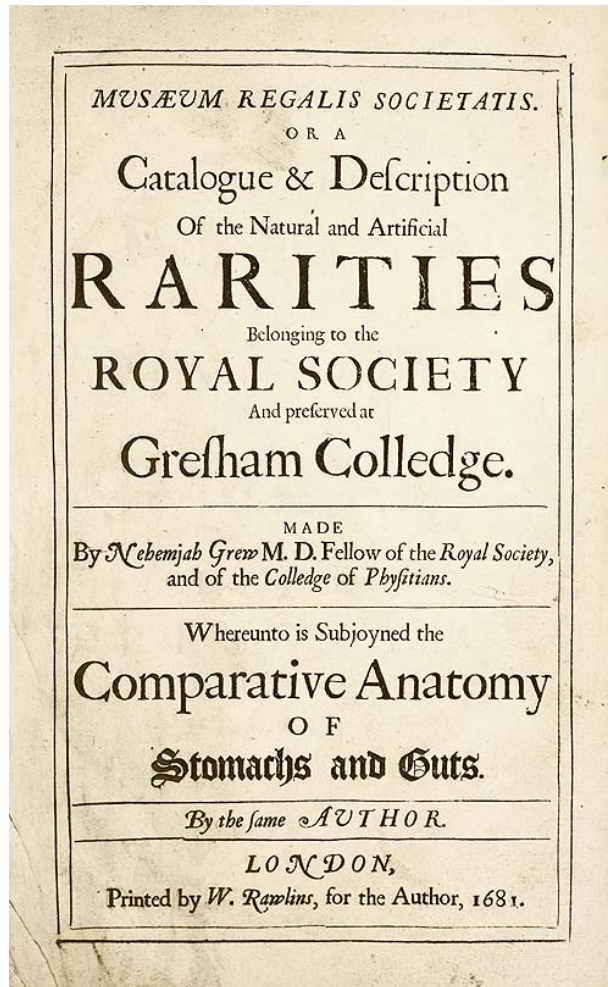 MVSÆVM REGALIS SOCIETATIS.
OR A
Catalogue & Deſcription
Of the Natural and Artificial
RARITIES
Belonging to the
ROYAL SOCIETY
And preſerved at
Greſham Colledge.
MADE
By Nehemjah Grew M. D. Fellow of the Royal Society,
and of the Colledge of Phyſitians.
Whereunto is Subjoyned the
Comparative Anatomy
OF
Stomachs and Guts.
By the ſame AVTHOR.
LONDON,
Printed by W. Rawlins, for the Author, 1681.